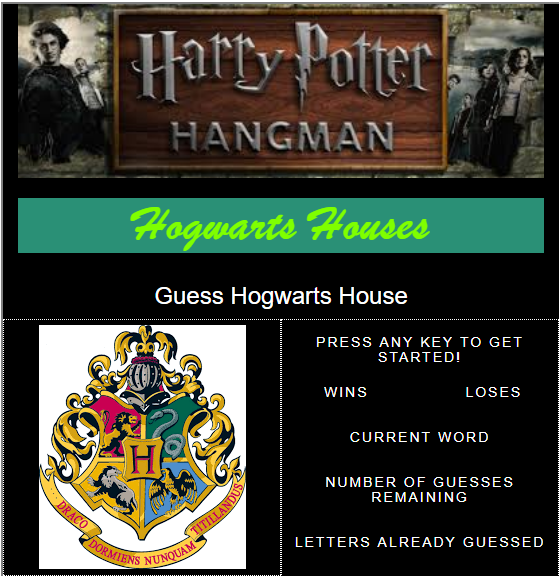 Harry Potter
HANGMAN
Hogwarts Houses
Guess Hogwarts House
PRESS ANY KEY TO GET
STARTED!
WINS LOSES
CURRENT WORD
NUMBER OF GUESSES
REMAINING
LETTERS ALREADY GUESSED
H
DRACO DORMIENS NUNQUAM TITILLANDUS